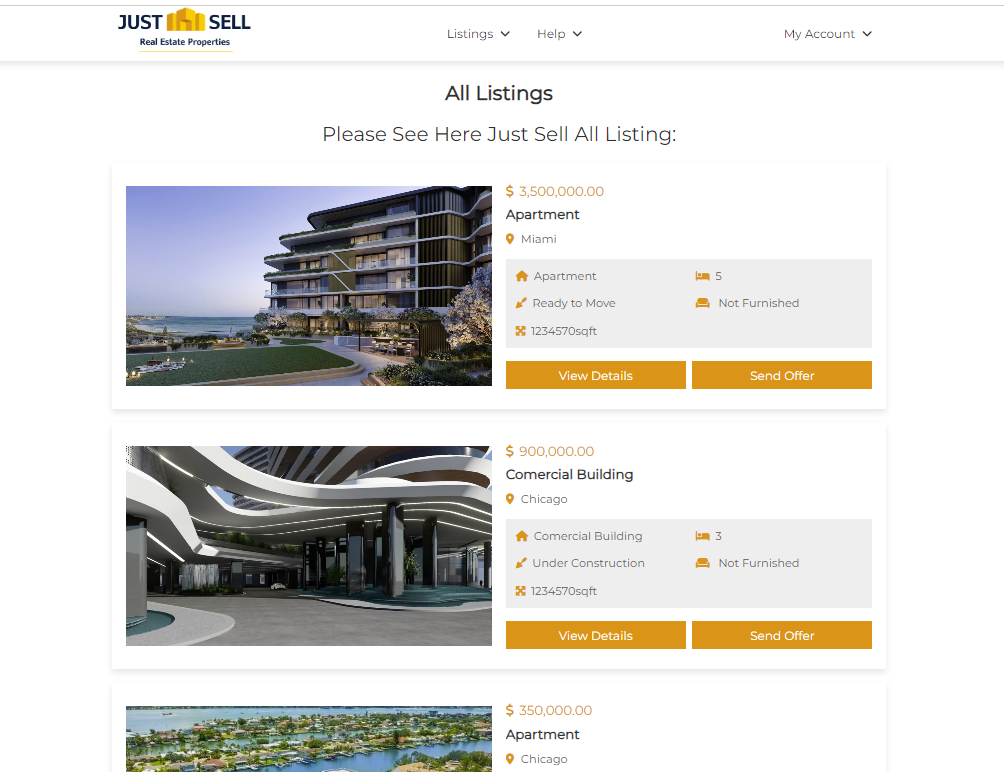 JUST SELL
Real Estate Properties
Listings Help My Account
All Listings
Please See Here Just Sell All Listing:
$ 3,500,000.00
Apartment
Miami
Apartment 5
Ready to Move Not Furnished
1234570sqft
View Details Send Offer
$ 900,000.00
Comercial Building
Chicago
Comercial Building 3
Under Construction Not Furnished
1234570sqft
View Details Send Offer
$ 350,000.00
Apartment
Chicago